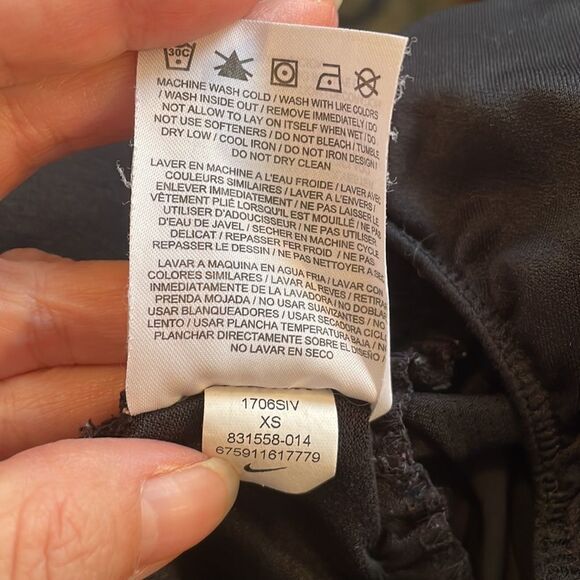 30C
MACHINE WASH COLD / WASH WITH LIKE COLORS
/ WASH INSIDE OUT / REMOVE IMMEDIATELY / DO
NOT ALLOW TO LAY ON ITSELF WHEN WET / DO
NOT USE SOFTENERS / DO NOT BLEACH / TUMBLE
DRY LOW / COOL IRON / DO NOT IRON DESIGN /
DO NOT DRY CLEAN
LAVER EN MACHINE A L'EAU FROIDE / LAVER AVEC
COULEURS SIMILAIRES / LAVER A L'ENVERS /
ENLEVER IMMEDIATEMENT / NE PAS LAISSER LE
VÊTEMENT PLIÉ LORSQU'IL EST MOUILLÉ / NE PAS
UTILISER D'ADOUCISSEUR / NE PAS UTILISER
D'EAU DE JAVEL / SECHER EN MACHINE CYCLE
DELICAT / REPASSER FER FROID / NE PAS
REPASSER LE DESSIN / NE PAS NETTOYER A SEC
LAVAR A MAQUINA EN AGUA FRIA / LAVAR CON
COLORES SIMILARES / LAVAR AL REVES / RETIRAR
INMEDIATAMENTE DE LA LAVADORA / NO DOBLAR
PRENDA MOJADA / NO USAR SUAVIZANTES / NO
USAR BLANQUEADORES / USAR SECADORA CICLO
LENTO / USAR PLANCHA TEMPERATURA BAJA / NO
PLANCHAR DIRECTAMENTE SOBRE EL DISEÑO /
NO LAVAR EN SECO
1706SIV
XS
831558-014
675911617779